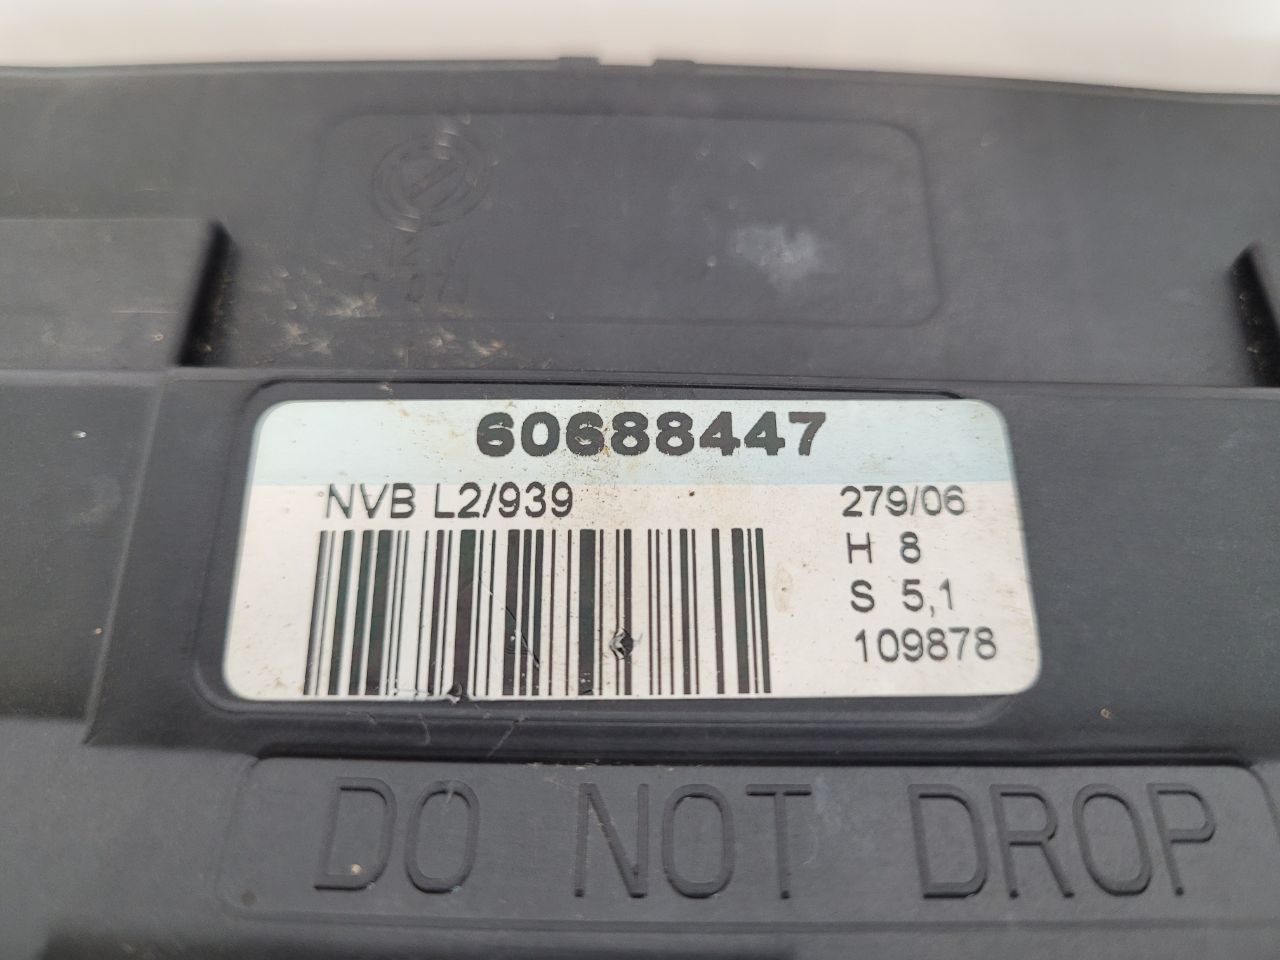 60688447
NVB L2/939
279/06
H 8
S 5,1
109878
DO NOT DROP